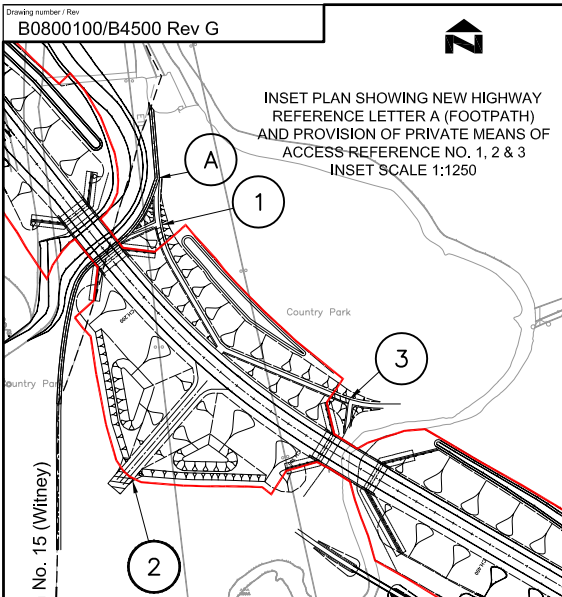 Drawing number / Rev
B0800100/B4500 Rev G
N
INSET PLAN SHOWING NEW HIGHWAY
REFERENCE LETTER A (FOOTPATH)
AND PROVISION OF PRIVATE MEANS OF
ACCESS REFERENCE NO. 1, 2 & 3
INSET SCALE 1:1250
A
1
Country Park
3
Country Par
No. 15 (Witney)
2